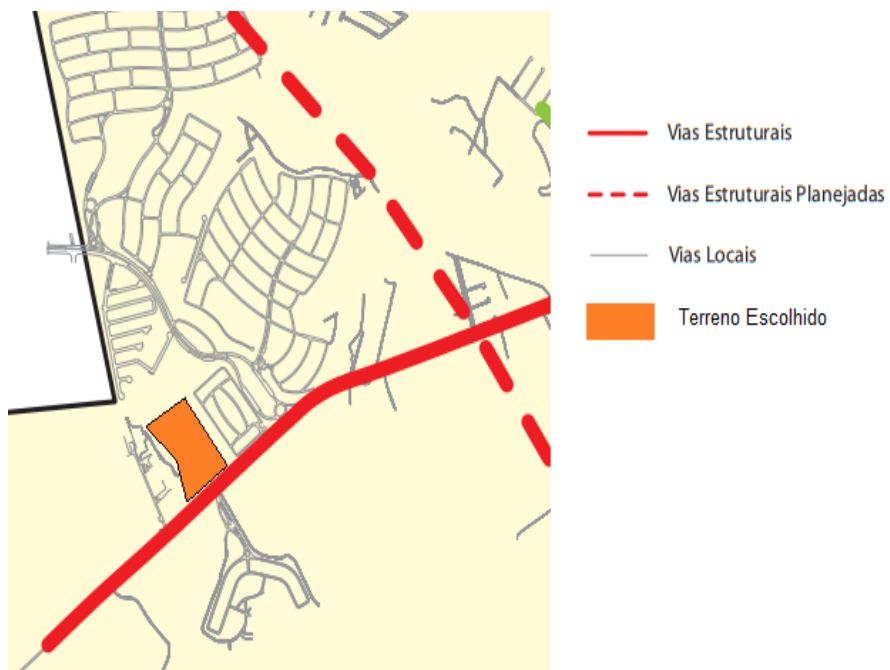 Vias Estruturais
Vias Estruturais Planejadas
Vias Locais
Terreno Escolhido